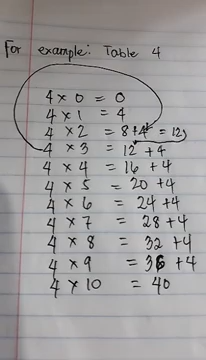 For example: Table 4
4 × 0 = 0
4 × 1 = 4
4 × 2 = 8+4 = 12
4 × 3 = 12 +4
4 × 4 = 16 +4
4 × 5 = 20 +4
4 × 6 = 24 +4
4 × 7 = 28 +4
4 × 8 = 32 +4
4 × 9 = 36 +4
4 × 10 = 40